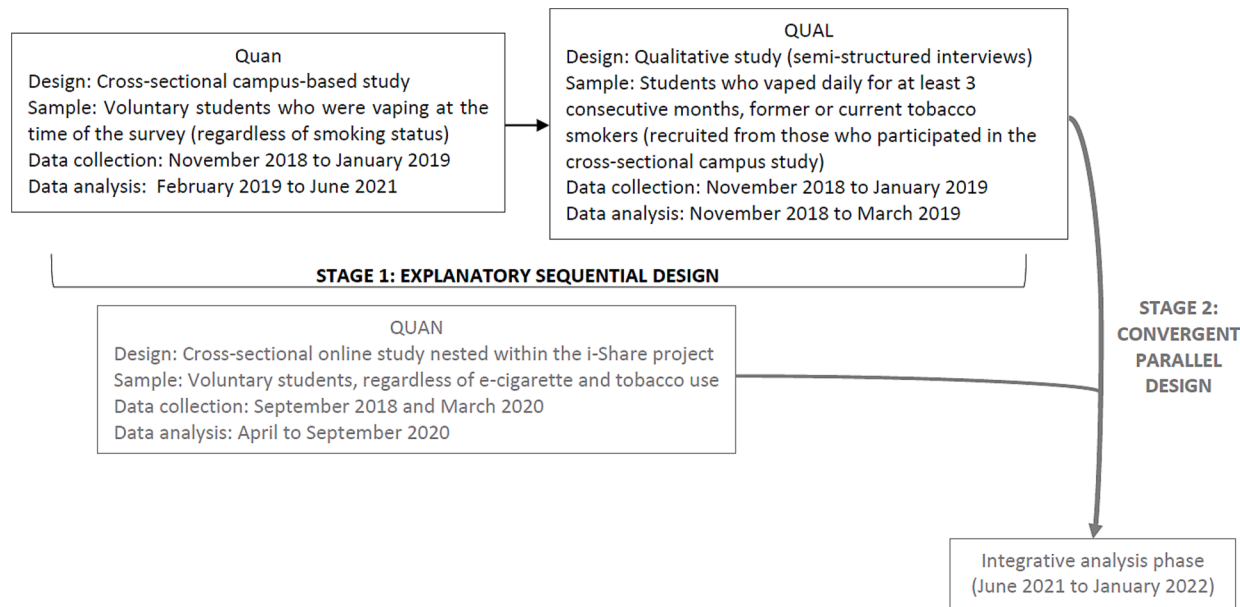 Quan
Design: Cross-sectional campus-based study
Sample: Voluntary students who were vaping at the
time of the survey (regardless of smoking status)
Data collection: November 2018 to January 2019
Data analysis: February 2019 to June 2021
QUAL
Design: Qualitative study (semi-structured interviews)
Sample: Students who vaped daily for at least 3
consecutive months, former or current tobacco
smokers (recruited from those who participated in the
cross-sectional campus study)
Data collection: November 2018 to January 2019
Data analysis: November 2018 to March 2019
STAGE 1: EXPLANATORY SEQUENTIAL DESIGN
QUAN
Design: Cross-sectional online study nested within the i-Share project
Sample: Voluntary students, regardless of e-cigarette and tobacco use
Data collection: September 2018 and March 2020
Data analysis: April to September 2020
STAGE 2:
CONVERGENT
PARALLEL
DESIGN
Integrative analysis phase
(June 2021 to January 2022)